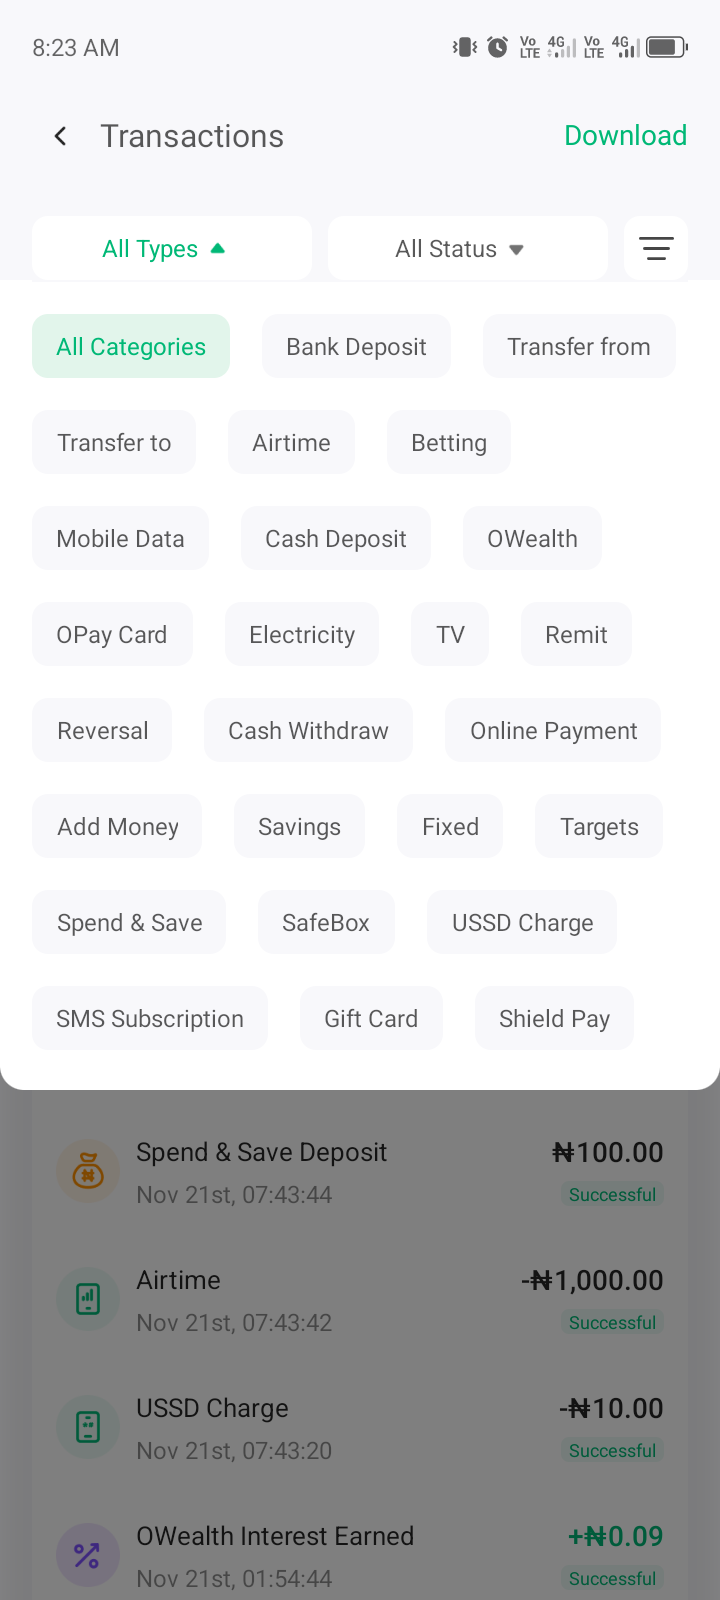 8:23 AM Vo LTE 4G Vo LTE 4G
Transactions Download
All Types All Status
All Categories Bank Deposit Transfer from
Transfer to Airtime Betting
Mobile Data Cash Deposit OWealth
OPay Card Electricity TV Remit
Reversal Cash Withdraw Online Payment
Add Money Savings Fixed Targets
Spend & Save SafeBox USSD Charge
SMS Subscription Gift Card Shield Pay
Spend & Save Deposit ₦100.00
Nov 21st, 07:43:44 Successful
Airtime -₦1,000.00
Nov 21st, 07:43:42 Successful
USSD Charge -₦10.00
Nov 21st, 07:43:20 Successful
OWealth Interest Earned +₦0.09
Nov 21st, 01:54:44 Successful